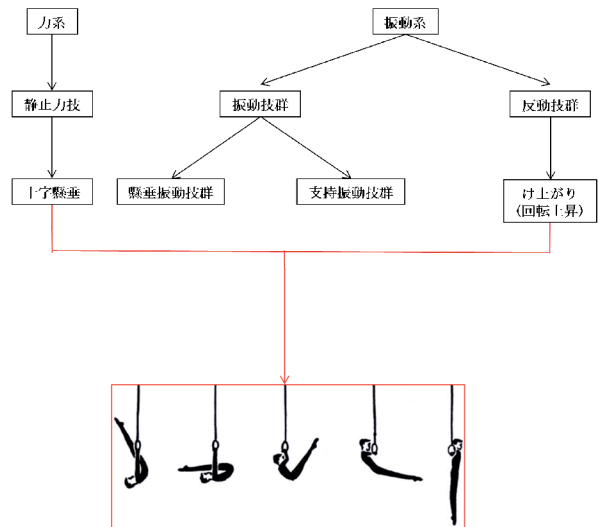 力系
振動系
静止力技
振動技群
反動技群
十字懸垂
懸垂振動技群
支持振動技群
け上がり
(回転上昇)